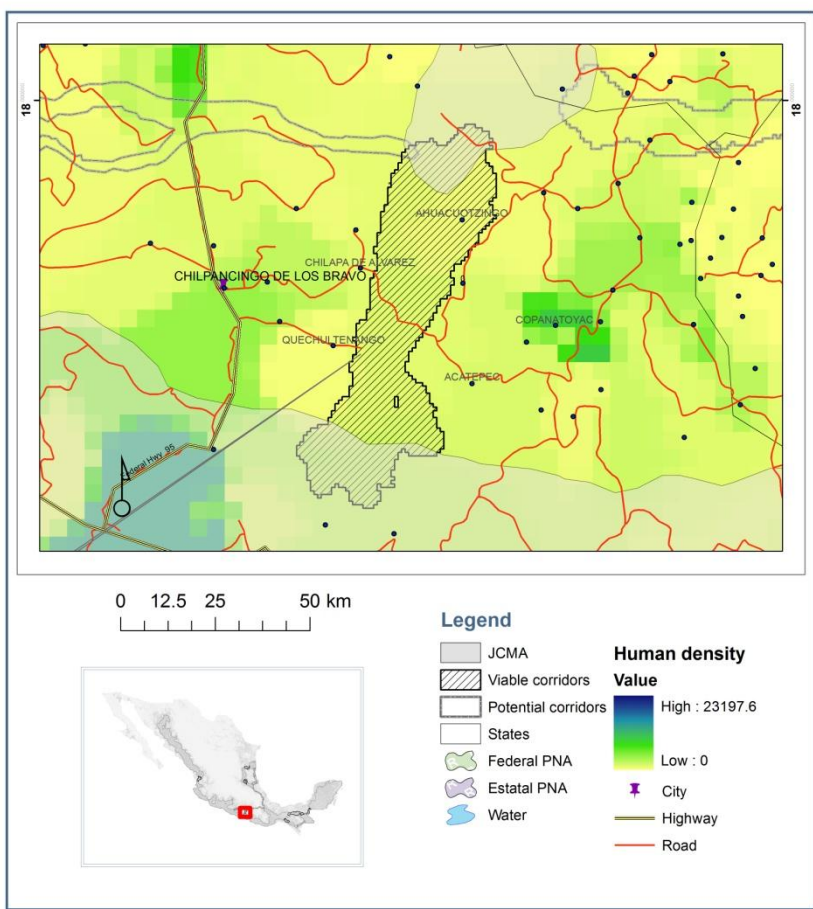 18
18
AHUACUOTZINGO
CHILAPA DE ALVAREZ
CHILPANCINGO DE LOS BRAVO
COPANATOYAC
QUECHULTENANGO
ACATEPEC
Federal Hwy 95
0 12.5 25 50 km
Legend
JCMA
Viable corridors
Potential corridors
States
Federal PNA
Estatal PNA
Water
Human density
Value
High : 23197.6
Low : 0
City
Highway
Road